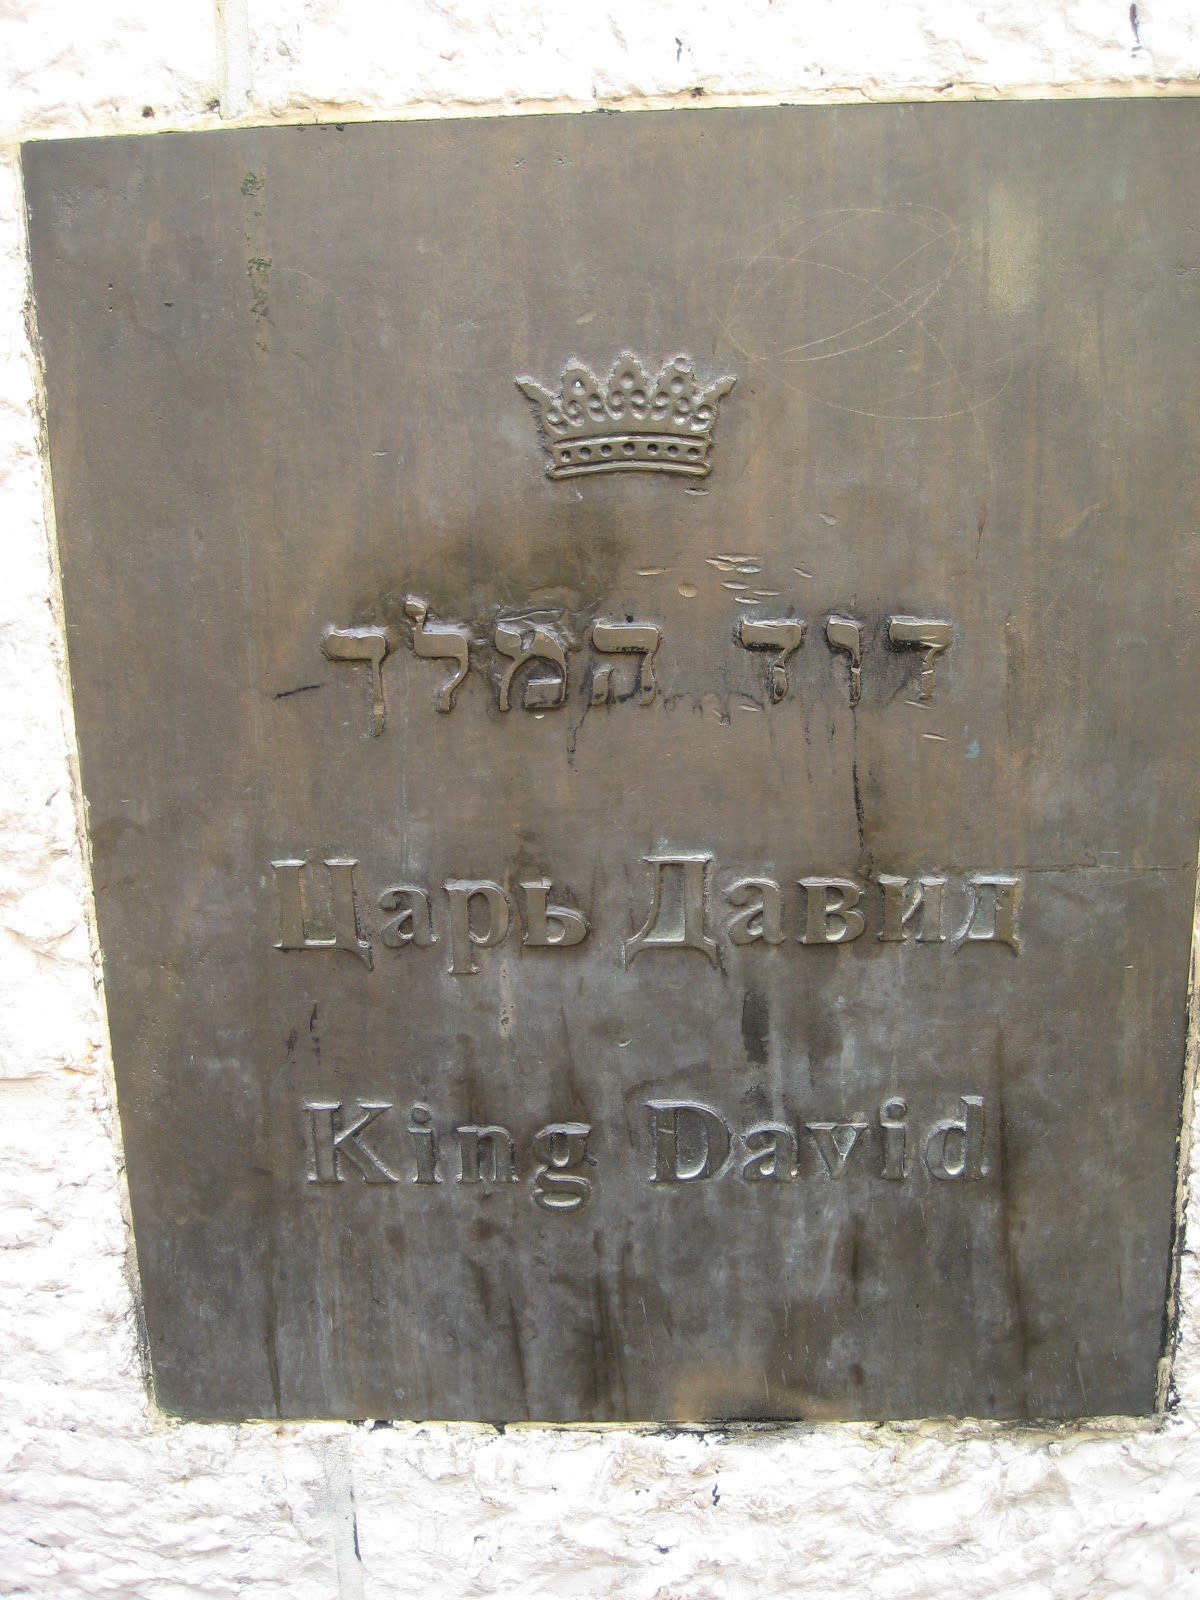 דוד המלך
Царь Давид
King David